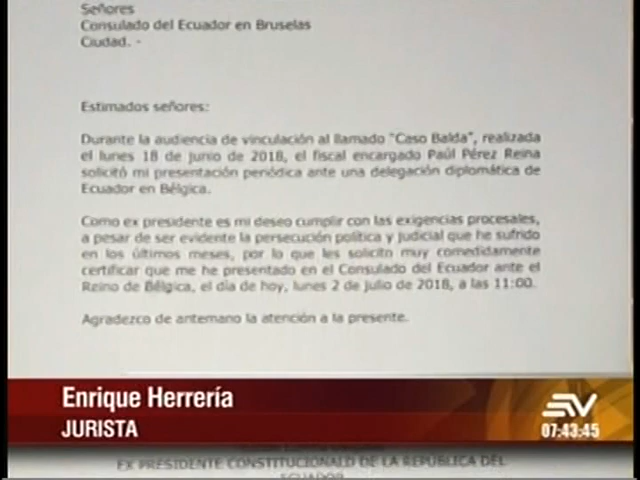 Señores
Consulado del Ecuador en Bruselas
Ciudad. -
Estimados señores:
Durante la audiencia de vinculación al llamado "Caso Balda", realizada
el lunes 18 de junio de 2018, el fiscal encargado Paúl Pérez Reina
solicitó mi presentación periódica ante una delegación diplomática de
Ecuador en Bélgica.
Como ex presidente es mi deseo cumplir con las exigencias procesales,
a pesar de ser evidente la persecución política y judicial que he sufrido
en los últimos meses, por lo que les solicito muy comedidamente
certificar que me he presentado en el Consulado del Ecuador ante el
Reino de Bélgica, el día de hoy, lunes 2 de julio de 2018, a las 11:00.
Agradezco de antemano la atención a la presente.
Enrique Herrería
JURISTA
EV
07:43:45
EX PRESIDENTE CONSTITUCIONALD DE LA REPÚBLICA DEL
ECUADOR